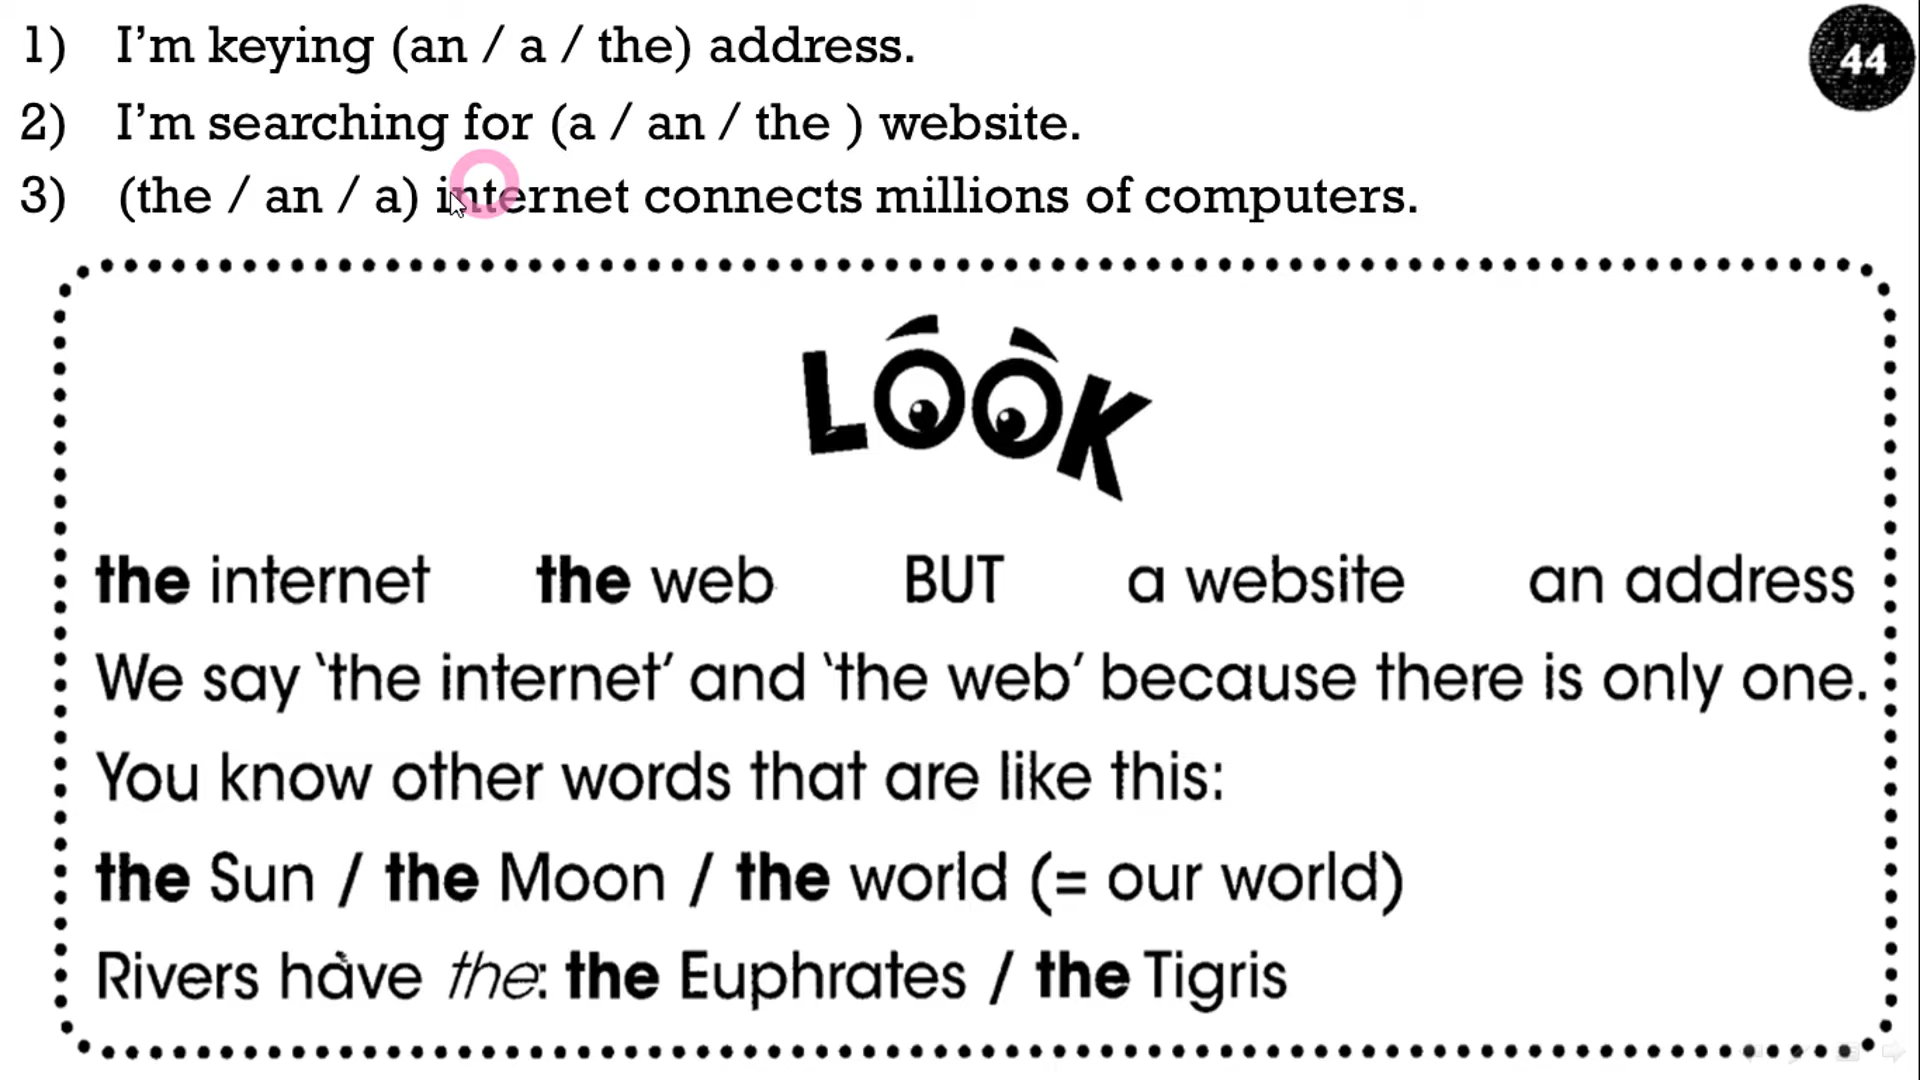 1) I'm keying (an / a / the) address.
44
2) I'm searching for (a / an / the ) website.
3) (the / an / a) internet connects millions of computers.
LOOK
the internet the web BUT a website an address
We say 'the internet' and 'the web' because there is only one.
You know other words that are like this:
the Sun / the Moon / the world (= our world)
Rivers have the: the Euphrates / the Tigris